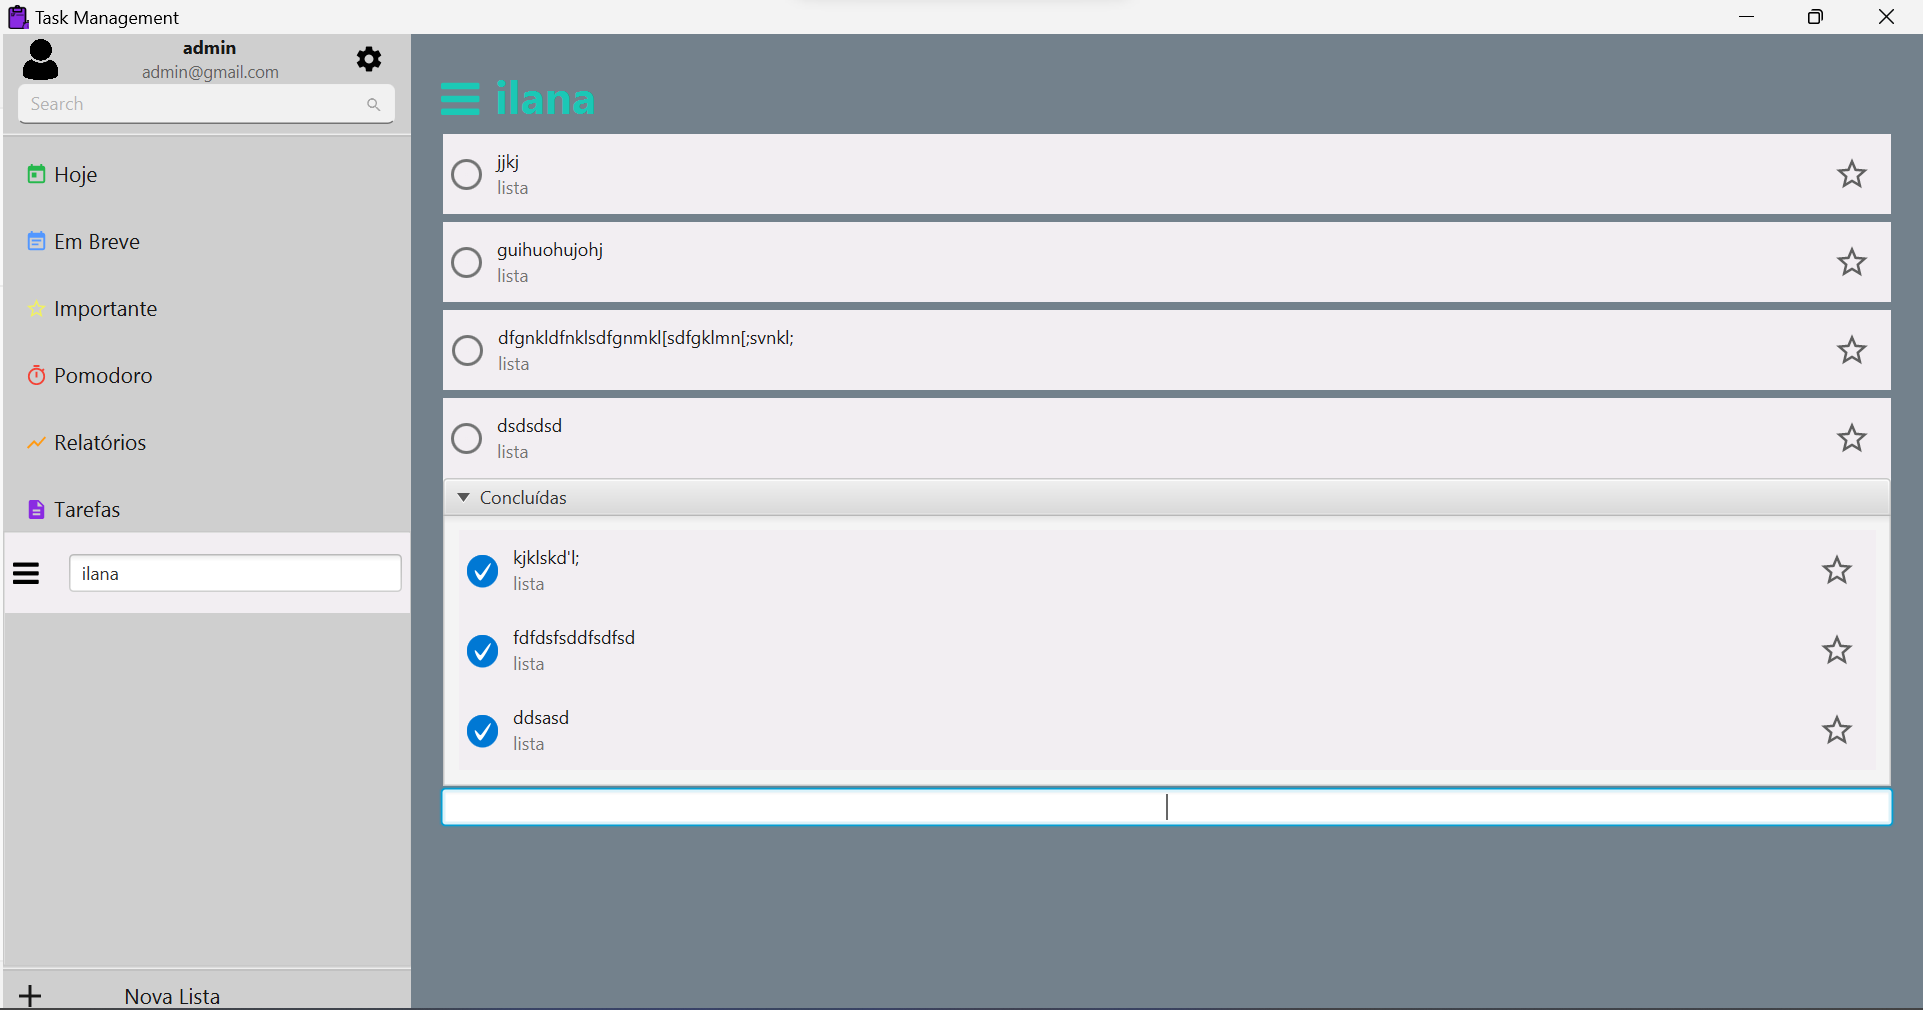 Task Management
admin
admin@gmail.com
Search
Hoje
Em Breve
Importante
Pomodoro
Relatórios
Tarefas
ilana
Nova Lista
ilana
jjkj
lista
guihuohujohj
lista
dfgnkldfnklsdfgnmkl[sdfgklmn[;svnkl;
lista
dsdsdsd
lista
Concluídas
kjklskd'l;
lista
fdfdsfsddfsdfsd
lista
ddsasd
lista